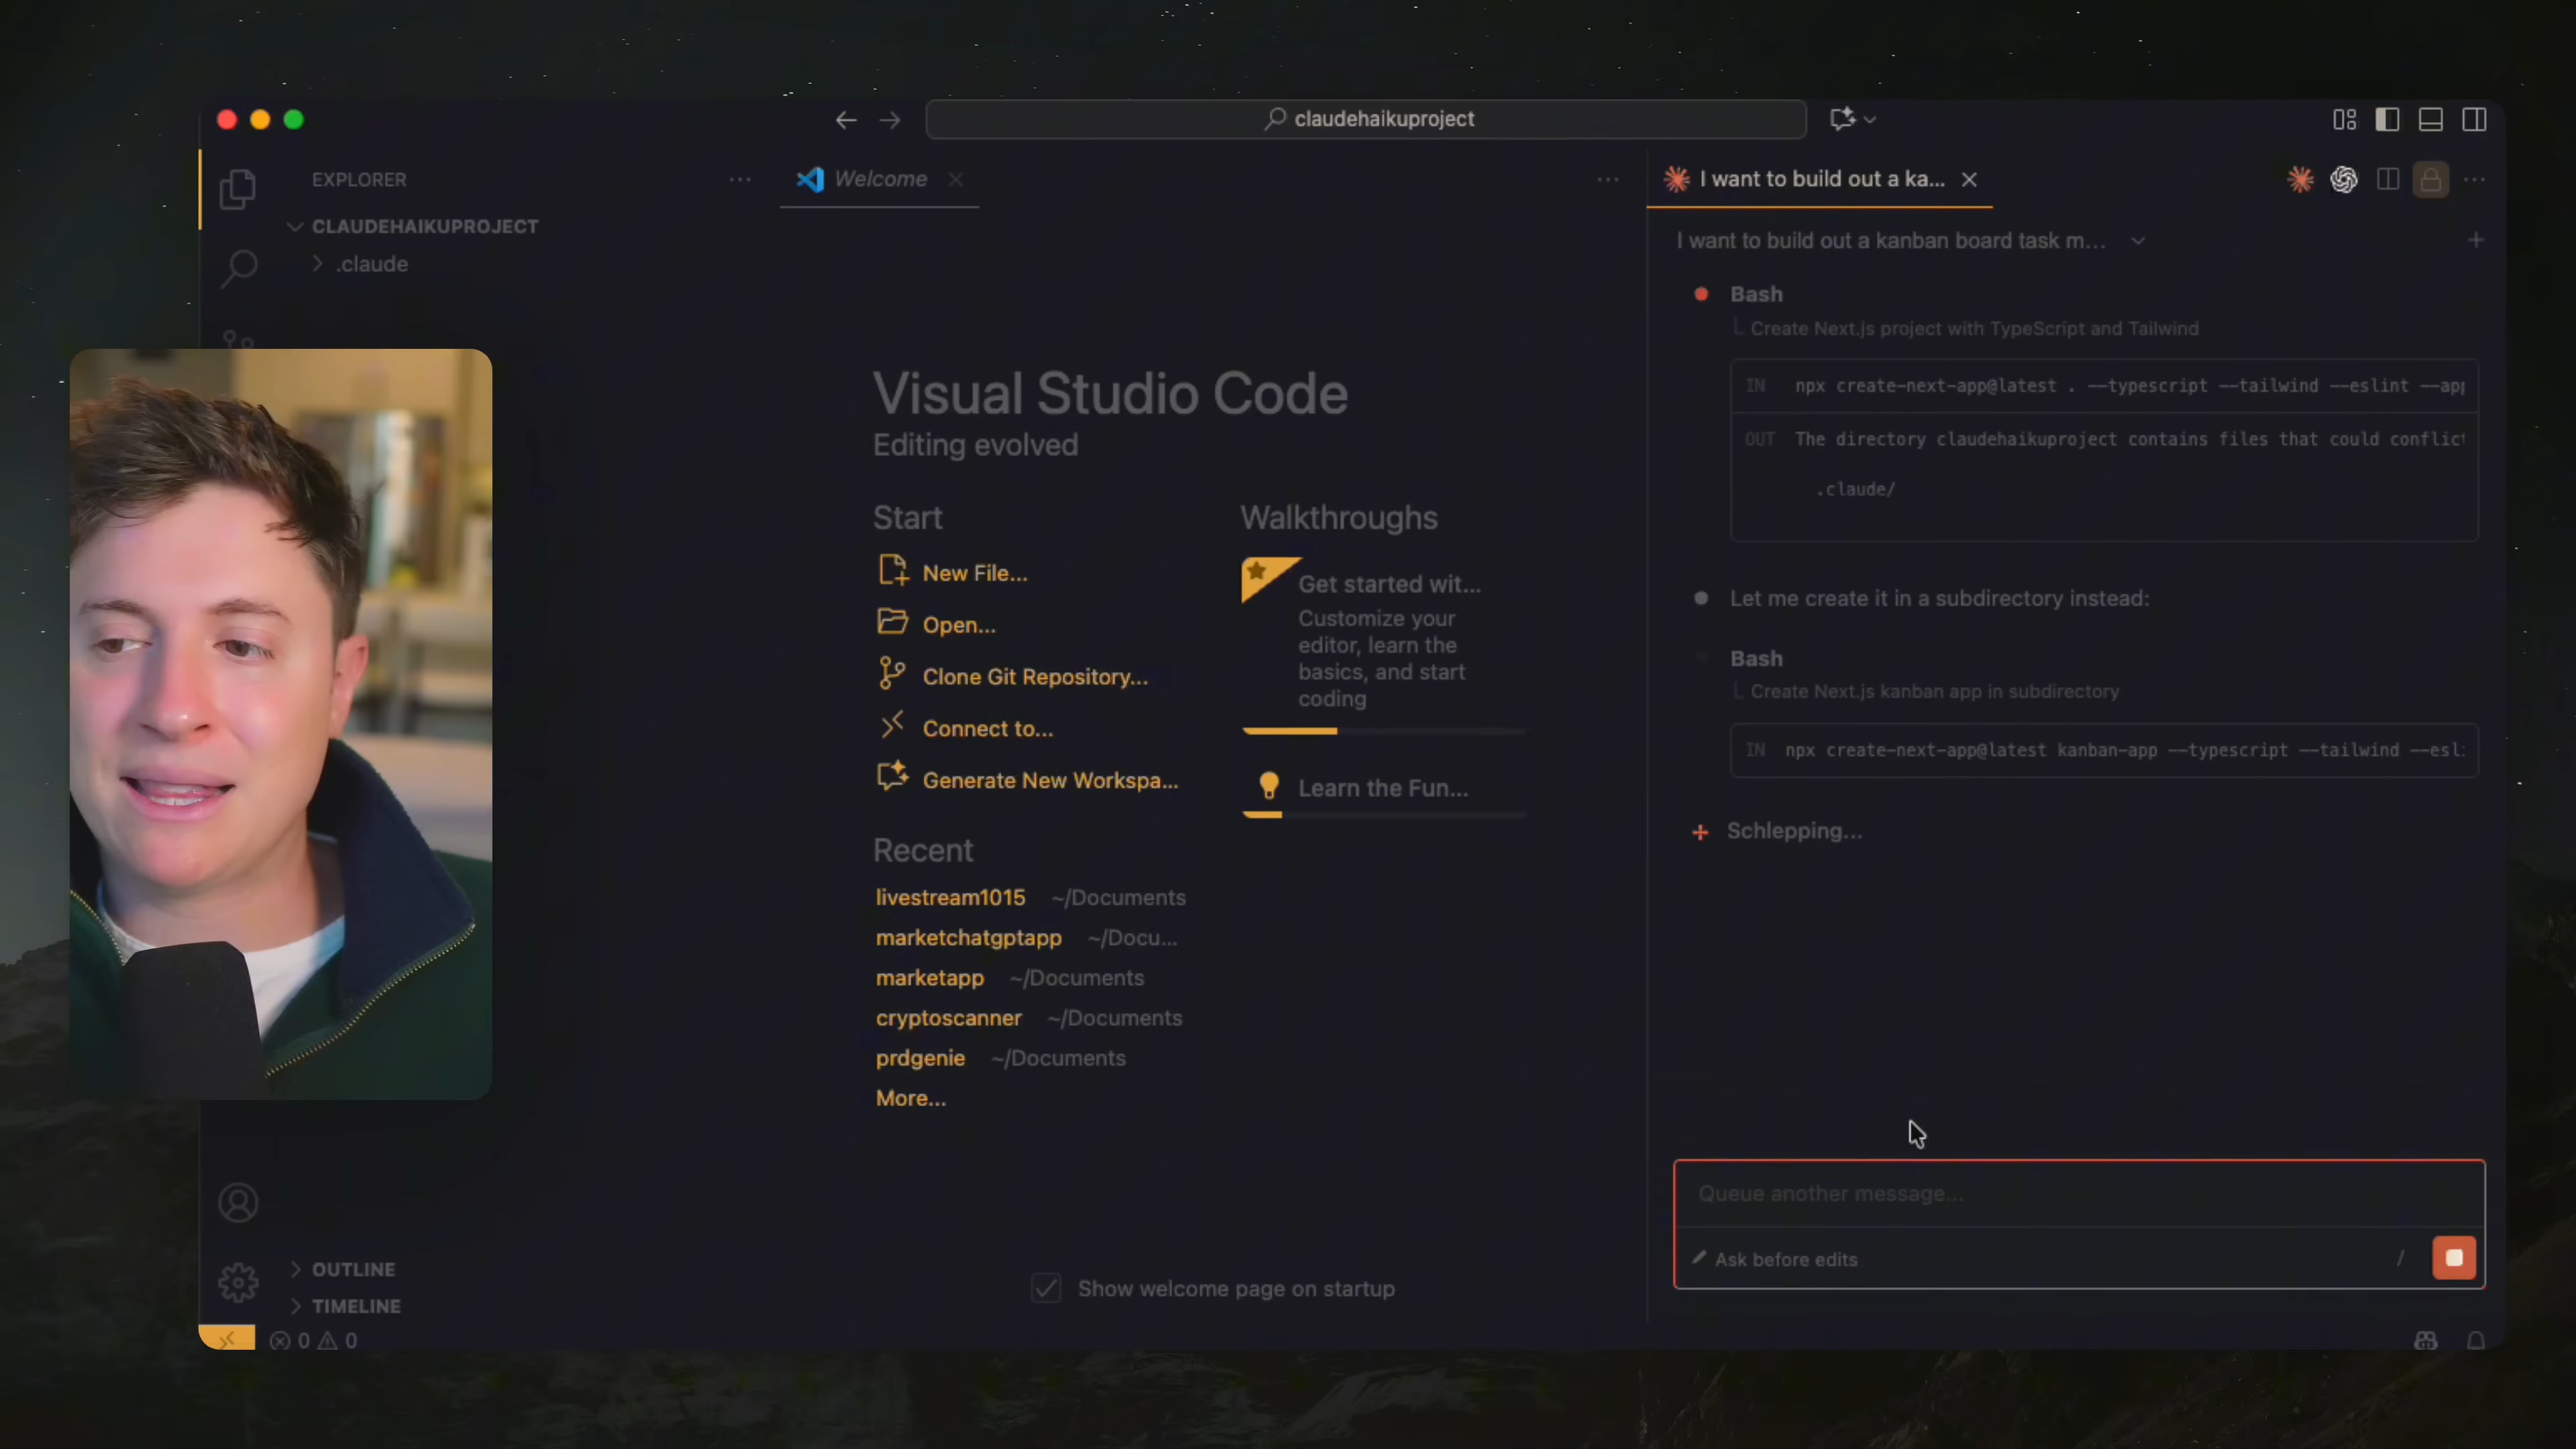 claudehaikuproject
EXPLORER
CLAUDEHAIKUPROJECT
.claude
OUTLINE
TIMELINE
0 0
Welcome
Visual Studio Code
Editing evolved
Start
New File...
Open...
Clone Git Repository...
Connect to...
Generate New Workspa...
Recent
livestream1015 ~/Documents
marketchatgptapp ~/Docu...
marketapp ~/Documents
cryptoscanner ~/Documents
prdgenie ~/Documents
More...
Walkthroughs
Get started wit...
Customize your
editor, learn the
basics, and start
coding
Learn the Fun...
Show welcome page on startup
I want to build out a ka...
I want to build out a kanban board task m...
Bash
Create Next.js project with TypeScript and Tailwind
IN npx create-next-app@latest . --typescript --tailwind --eslint --app
OUT The directory claudehaikuproject contains files that could conflict
.claude/
Let me create it in a subdirectory instead:
Bash
Create Next.js kanban app in subdirectory
IN npx create-next-app@latest kanban-app --typescript --tailwind --esl
Schlepping...
Queue another message...
Ask before edits /